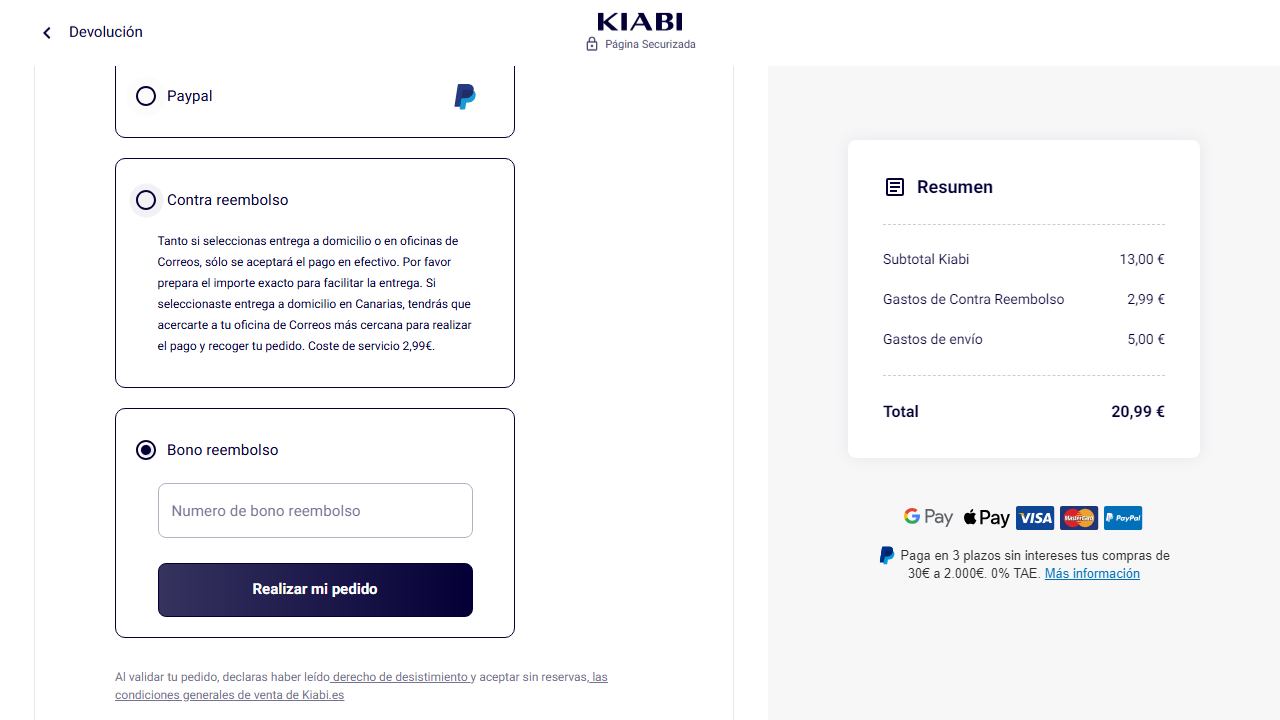 Devolución
KIABI
Página Securizada
Paypal
Contra reembolso
Tanto si seleccionas entrega a domicilio o en oficinas de
Correos, sólo se aceptará el pago en efectivo. Por favor
prepara el importe exacto para facilitar la entrega. Si
seleccionaste entrega a domicilio en Canarias, tendrás que
acercarte a tu oficina de Correos más cercana para realizar
el pago y recoger tu pedido. Coste de servicio 2,99€.
Bono reembolso
Numero de bono reembolso
Realizar mi pedido
Al validar tu pedido, declaras haber leído derecho de desistimiento y aceptar sin reservas, las
condiciones generales de venta de Kiabi.es
Resumen
Subtotal Kiabi 13,00 €
Gastos de Contra Reembolso 2,99 €
Gastos de envío 5,00 €
Total 20,99 €
G Pay Pay VISA MasterCard PayPal
Paga en 3 plazos sin intereses tus compras de
30€ a 2.000€. 0% TAE. Más información